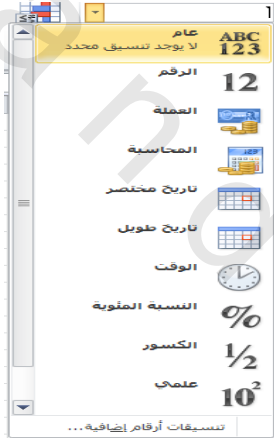 1
عام
لا يوجد تنسيق محدد
ABC
123
الرقم
12
العملة
المحاسبة
تاريخ مختصر
تاريخ طويل
الوقت
النسبة المئوية
%
الكسور
½
علمي
10²
تنسيقات أرقام إضافية...